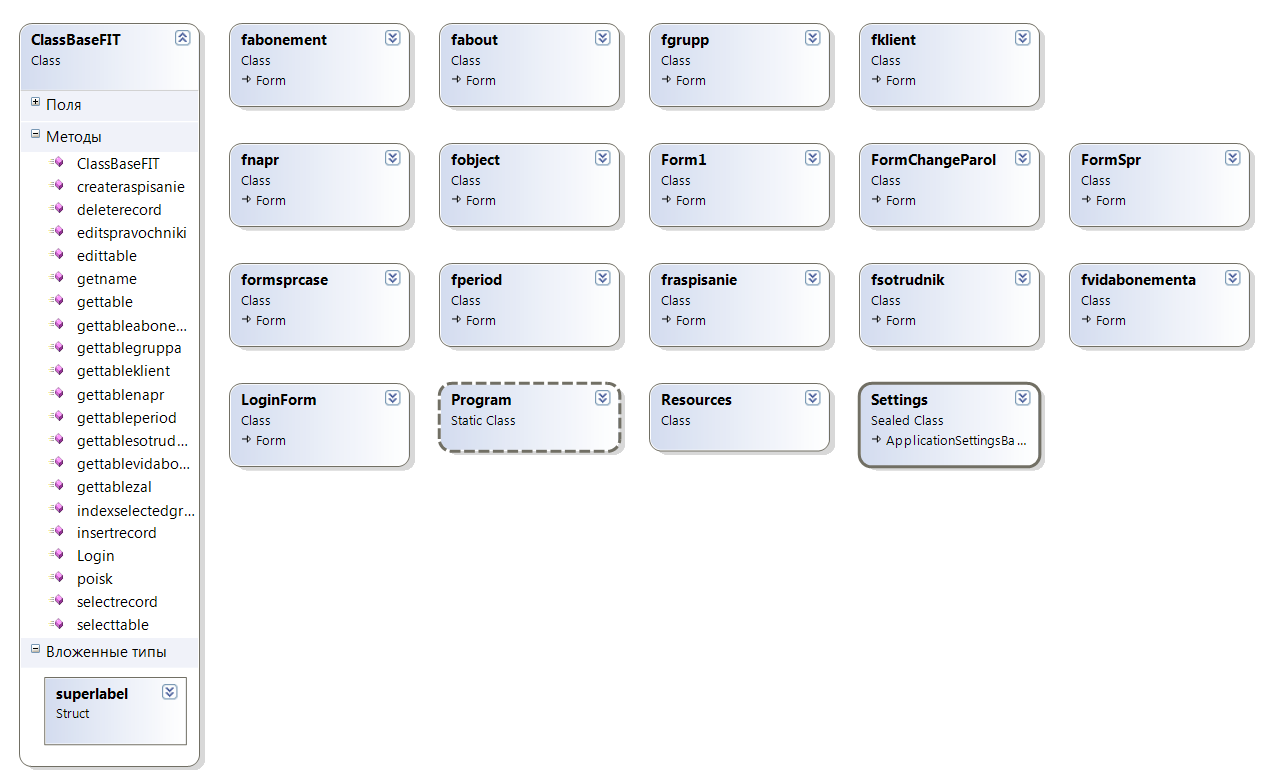 ClassBaseFIT
Class
Поля
Методы
ClassBaseFIT
createraspisanie
deleterecord
editspravochniki
edittable
getname
gettable
gettableabone...
gettablegruppa
gettableklient
gettablenapr
gettableperiod
gettablesotrud...
gettablevidabo...
gettablezal
indexselectedgr...
insertrecord
Login
poisk
selectrecord
selecttable
Вложенные типы
superlabel
Struct
fabonement
Class
Form
fabout
Class
Form
fgrupp
Class
Form
fklient
Class
Form
fnapr
Class
Form
fobject
Class
Form
Form1
Class
Form
FormChangeParol
Class
Form
FormSpr
Class
Form
formsprcase
Class
Form
fperiod
Class
Form
fraspisanie
Class
Form
fsotrudnik
Class
Form
fvidabonementa
Class
Form
LoginForm
Class
Form
Program
Static Class
Resources
Class
Settings
Sealed Class
ApplicationSettingsBa...